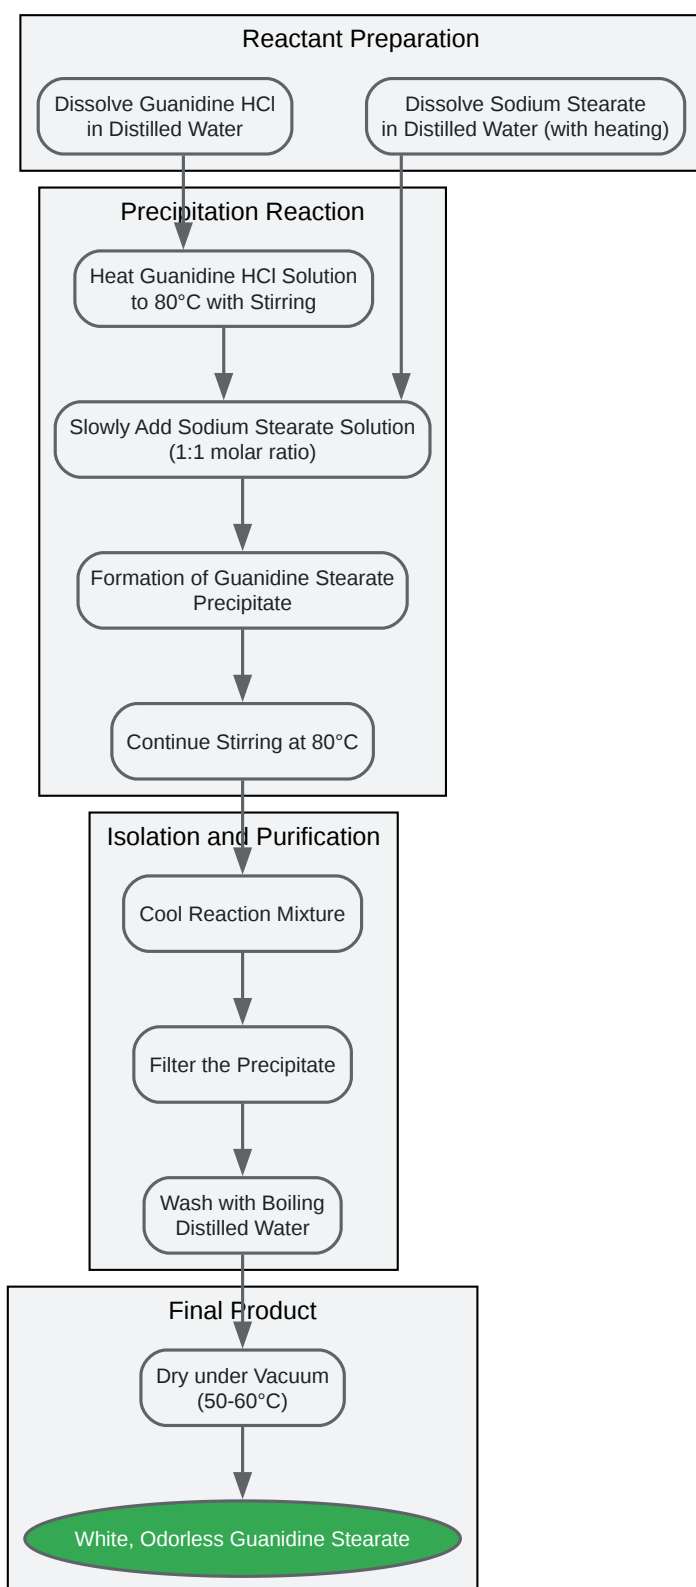 Reactant Preparation
Dissolve Guanidine HCl
in Distilled Water
Dissolve Sodium Stearate
in Distilled Water (with heating)
Precipitation Reaction
Heat Guanidine HCl Solution
to 80°C with Stirring
Slowly Add Sodium Stearate Solution
(1:1 molar ratio)
Formation of Guanidine Stearate
Precipitate
Continue Stirring at 80°C
Isolation and Purification
Cool Reaction Mixture
Filter the Precipitate
Wash with Boiling
Distilled Water
Final Product
Dry under Vacuum
(50-60°C)
White, Odorless Guanidine Stearate